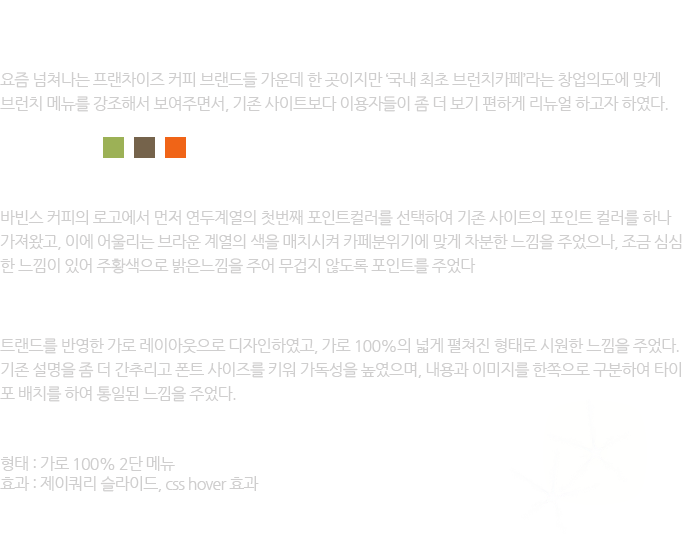 요즘 넘쳐나는 프랜차이즈 커피 브랜드들 가운데 한 곳이지만 '국내 최초 브런치카페'라는 창업의도에 맞게
브런치 메뉴를 강조해서 보여주면서, 기존 사이트보다 이용자들이 좀 더 보기 편하게 리뉴얼 하고자 하였다.
바빈스 커피의 로고에서 먼저 연두계열의 첫번째 포인트컬러를 선택하여 기존 사이트의 포인트 컬러를 하나
가져왔고, 이에 어울리는 브라운 계열의 색을 매치시켜 카페분위기에 맞게 차분한 느낌을 주었으나, 조금 심심
한 느낌이 있어 주황색으로 밝은느낌을 주어 무겁지 않도록 포인트를 주었다
트랜드를 반영한 가로 레이아웃으로 디자인하였고, 가로 100%의 넓게 펼쳐진 형태로 시원한 느낌을 주었다.
기존 설명을 좀 더 간추리고 폰트 사이즈를 키워 가독성을 높였으며, 내용과 이미지를 한쪽으로 구분하여 타이
포 배치를 하여 통일된 느낌을 주었다.
형태 : 가로 100% 2단 메뉴
효과 : 제이쿼리 슬라이드, css hover 효과